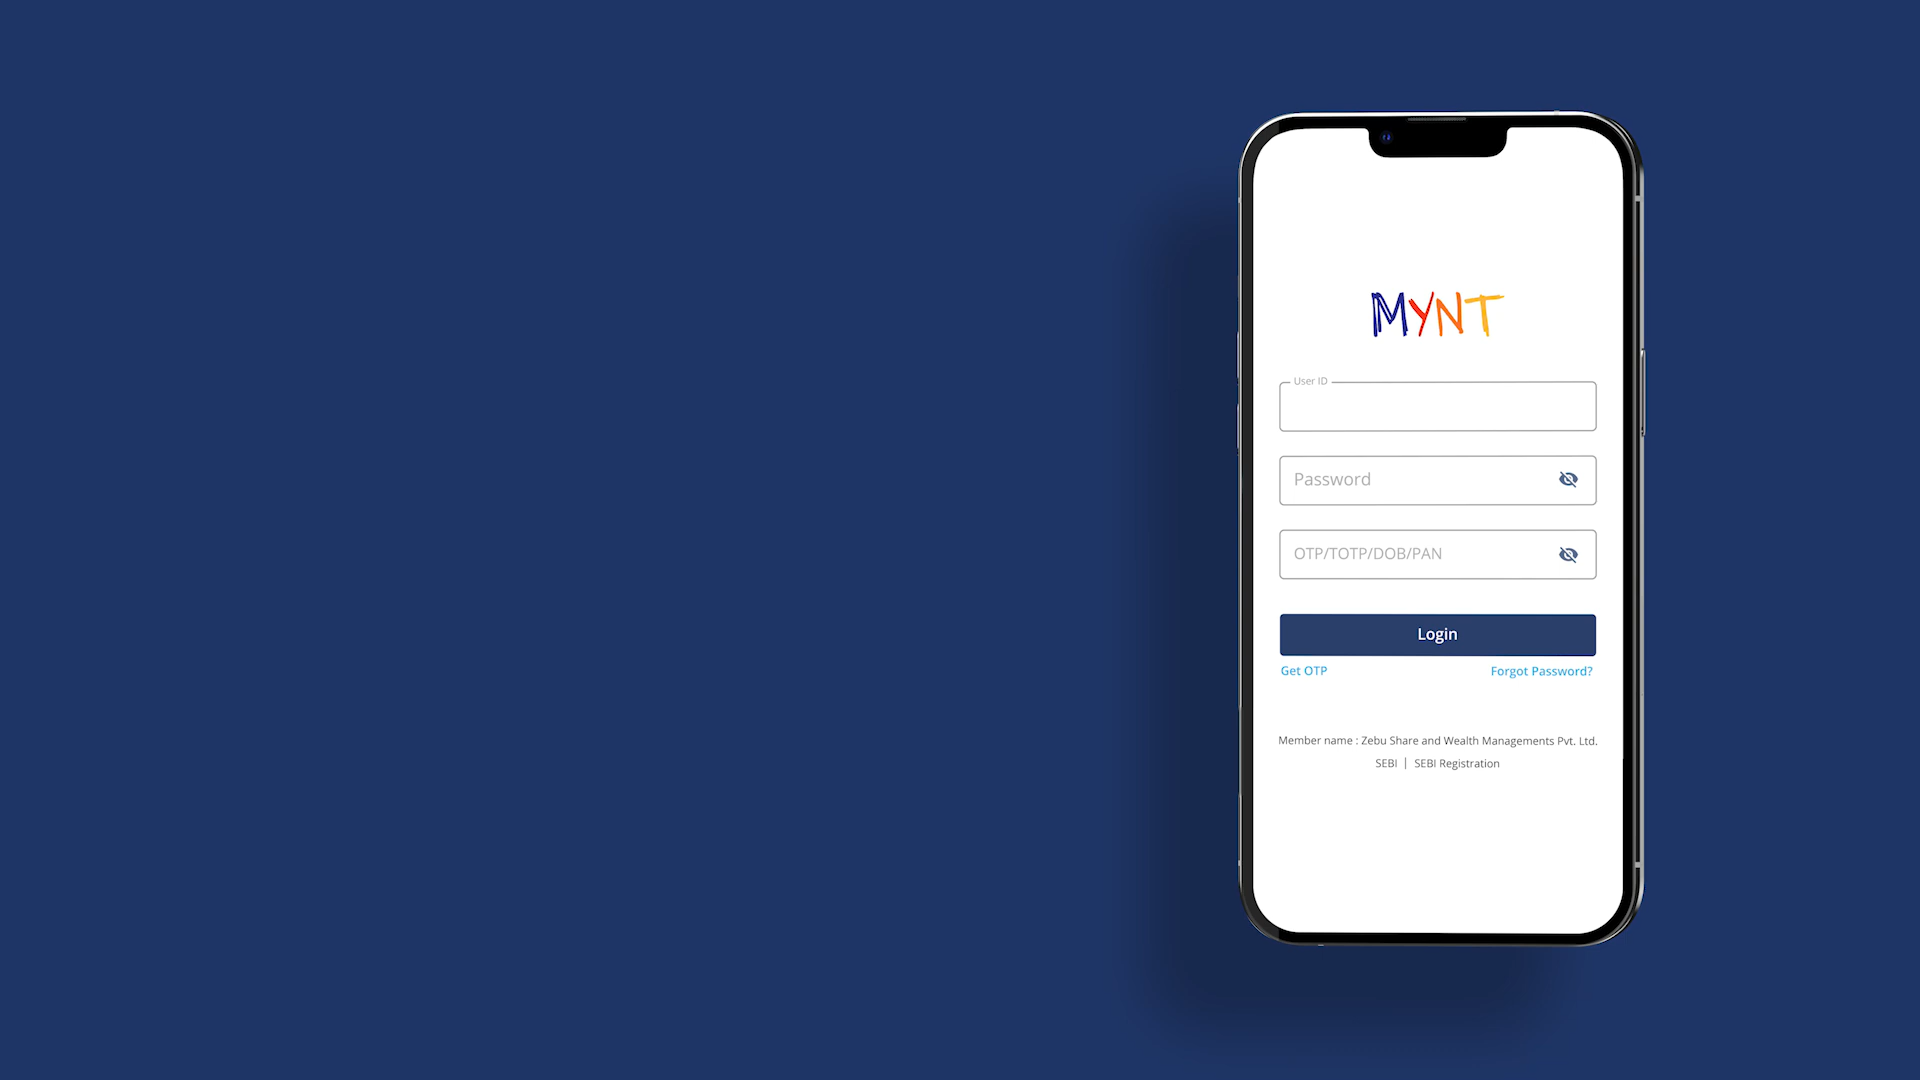 MYNT
User ID
Password
OTP/TOTP/DOB/PAN
Login
Get OTP Forgot Password?
Member name : Zebu Share and Wealth Managements Pvt. Ltd.
SEBI | SEBI Registration